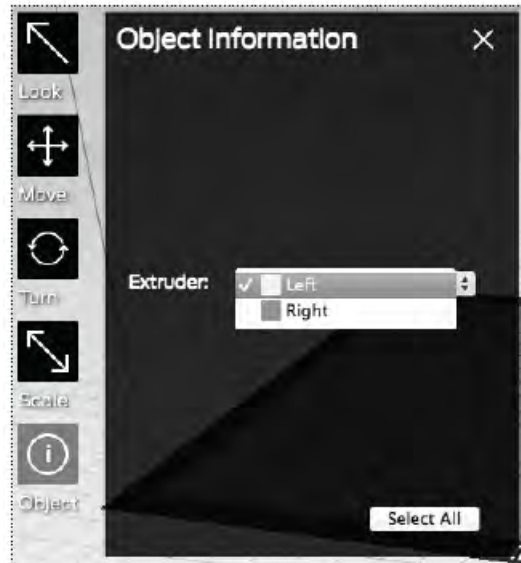 Object Information
Look
Move
Turn
Scale
Object
Extruder:
Left
Right
Select All